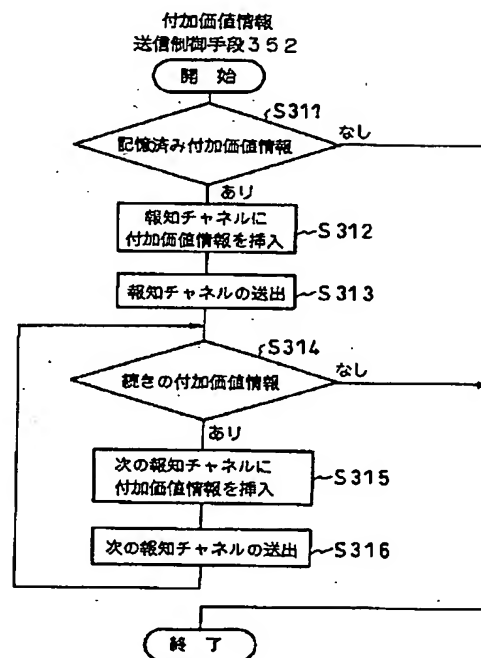 付加価値情報
送信制御手段352
開始
S311
記憶済み付加価値情報
なし
あり
報知チャネルに
付加価値情報を挿入
S312
報知チャネルの送出
S313
S314
続きの付加価値情報
なし
あり
次の報知チャネルに
付加価値情報を挿入
S315
次の報知チャネルの送出
S316
終了